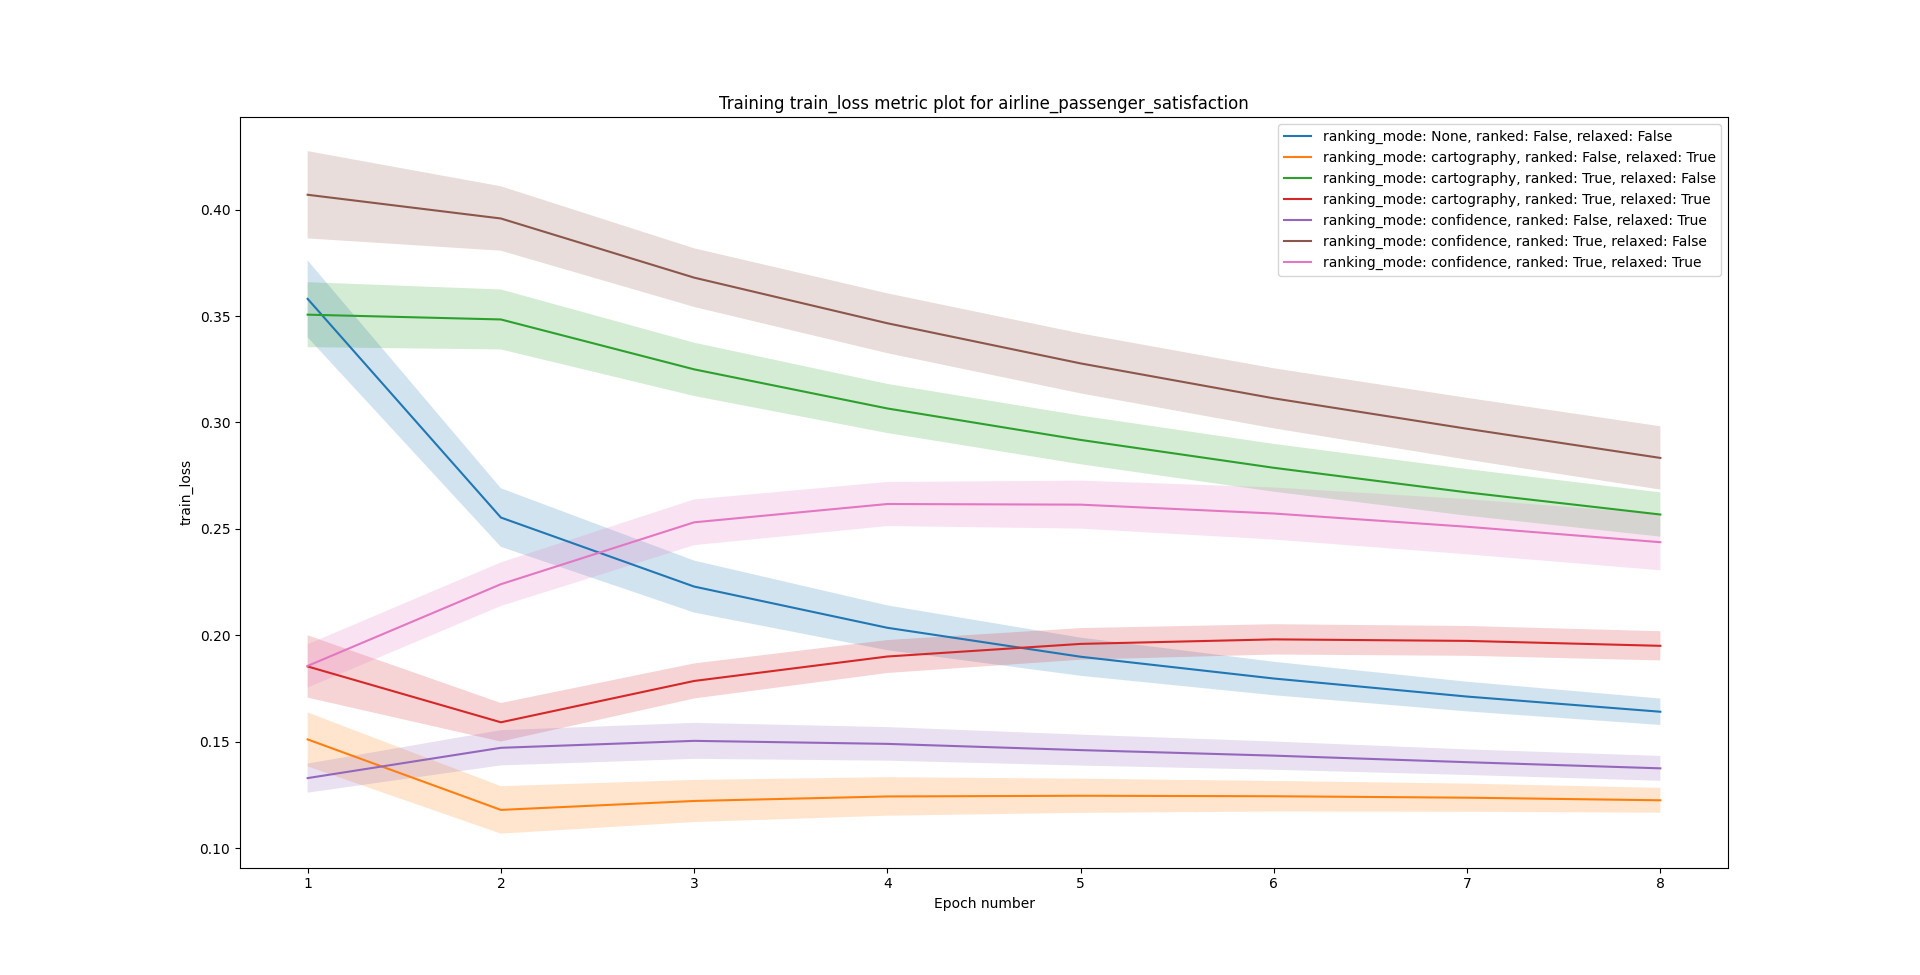 Training train_loss metric plot for airline_passenger_satisfaction
ranking_mode: None, ranked: False, relaxed: False
ranking_mode: cartography, ranked: False, relaxed: True
ranking_mode: cartography, ranked: True, relaxed: False
ranking_mode: cartography, ranked: True, relaxed: True
ranking_mode: confidence, ranked: False, relaxed: True
ranking_mode: confidence, ranked: True, relaxed: False
ranking_mode: confidence, ranked: True, relaxed: True
train_loss
0.40
0.35
0.30
0.25
0.20
0.15
0.10
1 2 3 4 5 6 7 8
Epoch number